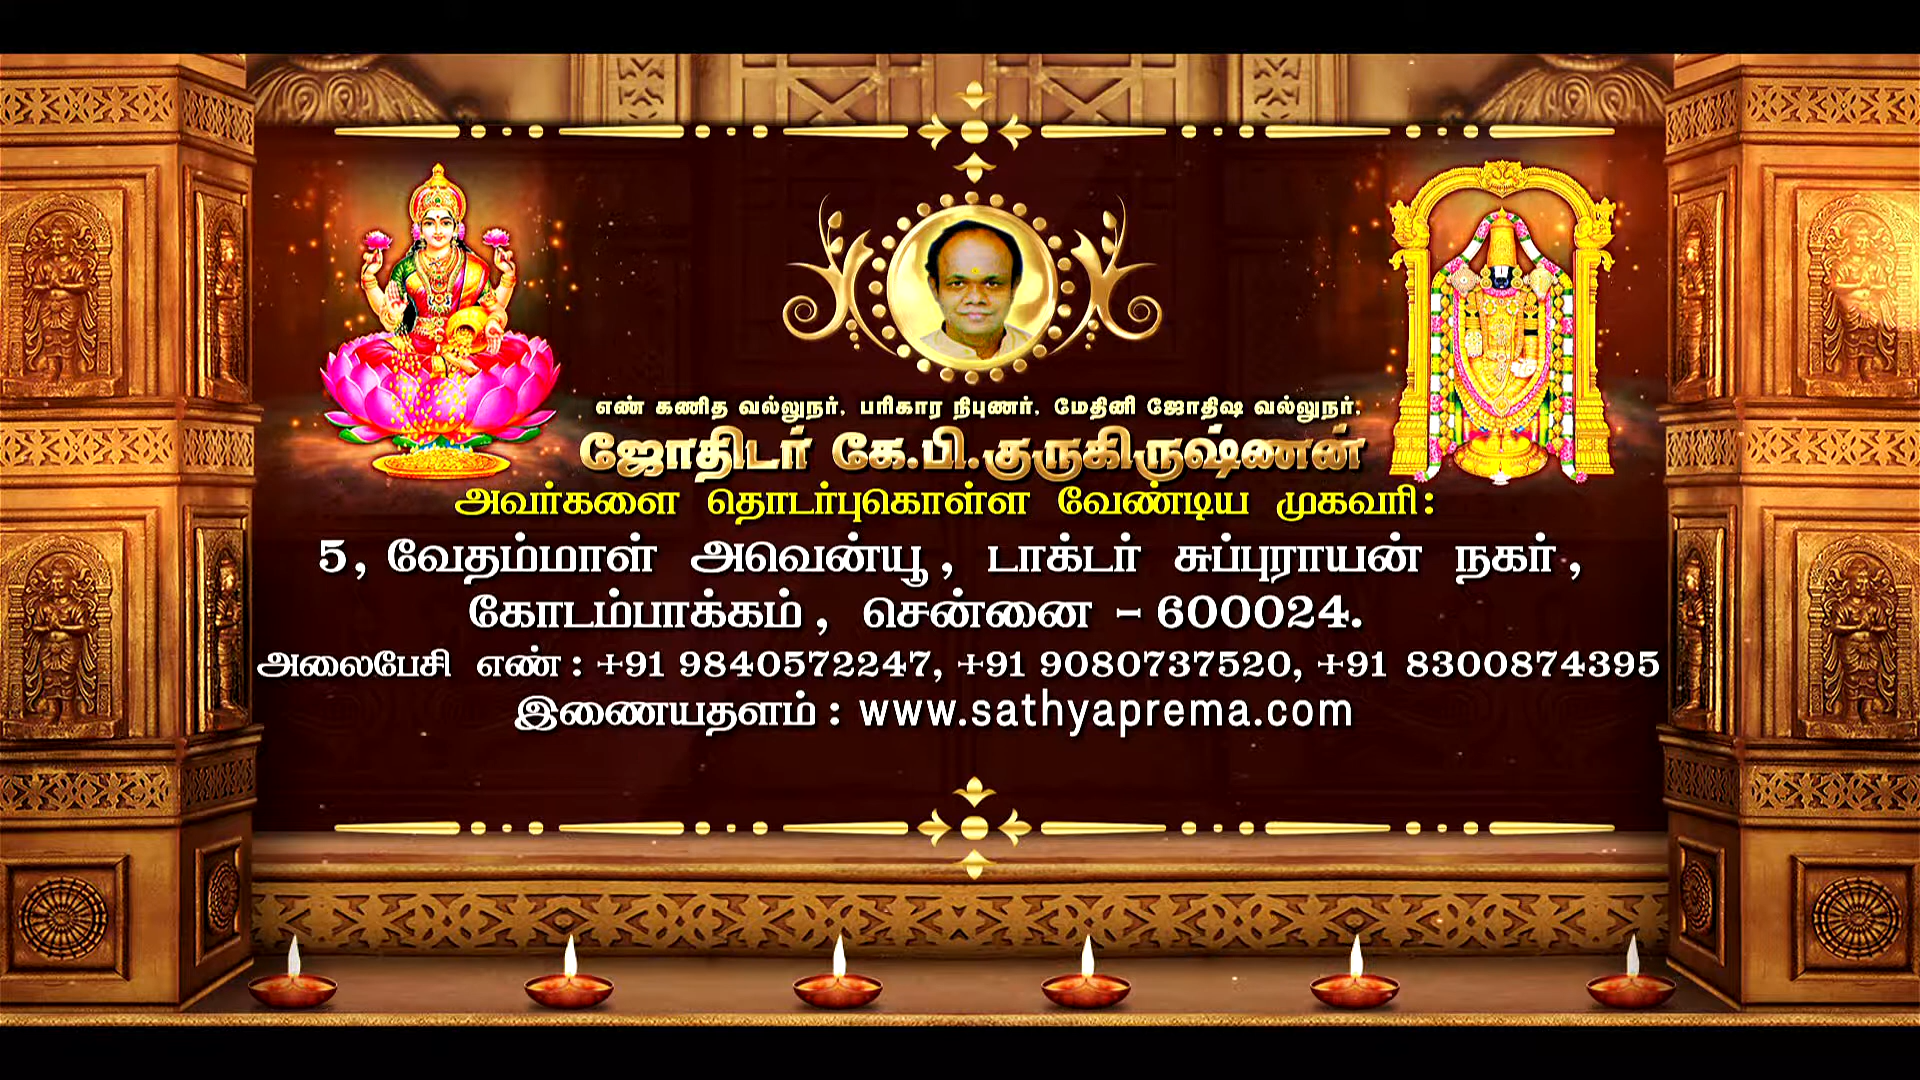 எண் கணித வல்லுநர், பரிகார நிபுணர், மேதினி ஜோதிஷ வல்லுநர்,
ஜோதிடர் கே.பி.குருகிருஷ்ணன்
அவர்களை தொடர்புகொள்ள வேண்டிய முகவரி:
5, வேதம்மாள் அவென்யூ, டாக்டர் சுப்புராயன் நகர்,
கோடம்பாக்கம், சென்னை - 600024.
அலைபேசி எண் : +91 9840572247, +91 9080737520, +91 8300874395
இணையதளம் : www.sathyaprema.com